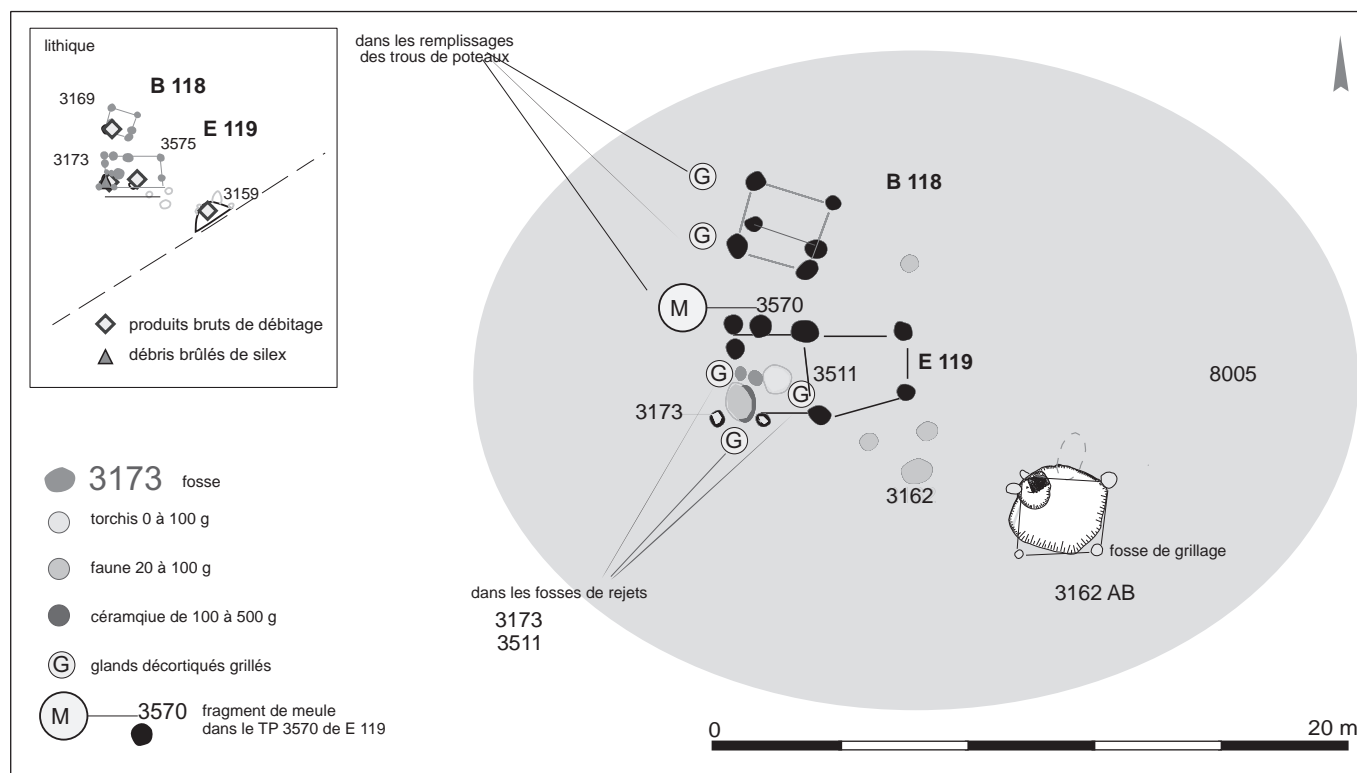 lithique
B 118
3169
E 119
3575
3173
3159
produits bruts de débitage
débris brûlés de silex
dans les remplissages
des trous de poteaux
G
B 118
G
M
3570
G
3511
E 119
8005
G
3173
G
3162
fosse de grillage
3162 AB
dans les fosses de rejets
3173
3511
3173 fosse
torchis 0 à 100 g
faune 20 à 100 g
céramqiue de 100 à 500 g
G glands décortiqués grillés
M 3570 fragment de meule
dans le TP 3570 de E 119
0 20 m